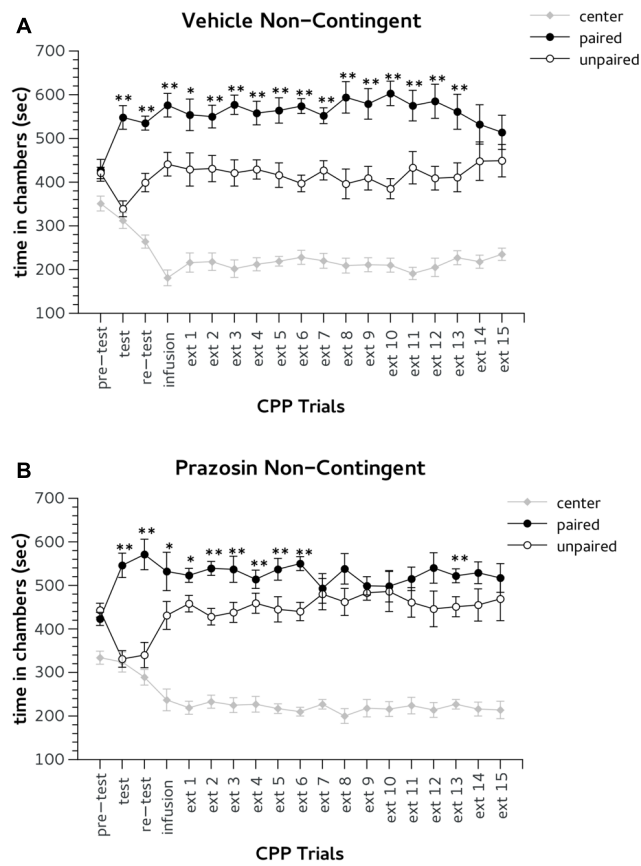 A
Vehicle Non−Contingent
center
paired
unpaired
time in chambers (sec)
700
600
500
400
300
200
100
** ** ** * ** ** ** ** ** ** ** ** ** ** ** **
pre−test
test
re−test
infusion
ext 1
ext 2
ext 3
ext 4
ext 5
ext 6
ext 7
ext 8
ext 9
ext 10
ext 11
ext 12
ext 13
ext 14
ext 15
CPP Trials
B
Prazosin Non−Contingent
center
paired
unpaired
time in chambers (sec)
700
600
500
400
300
200
100
** ** * * ** ** ** ** ** **
pre−test
test
re−test
infusion
ext 1
ext 2
ext 3
ext 4
ext 5
ext 6
ext 7
ext 8
ext 9
ext 10
ext 11
ext 12
ext 13
ext 14
ext 15
CPP Trials